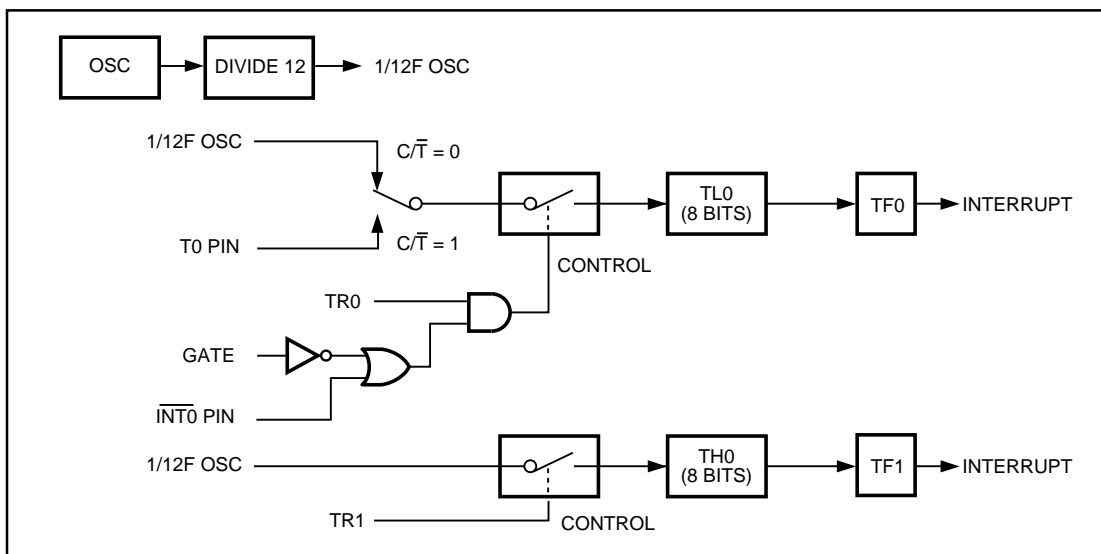 OSC
DIVIDE 12
1/12F OSC
1/12F OSC
C/T̅ = 0
TL0
(8 BITS)
TF0
INTERRUPT
T0 PIN
C/T̅ = 1
CONTROL
TR0
GATE
I̅N̅T̅0̅ PIN
1/12F OSC
TH0
(8 BITS)
TF1
INTERRUPT
TR1
CONTROL